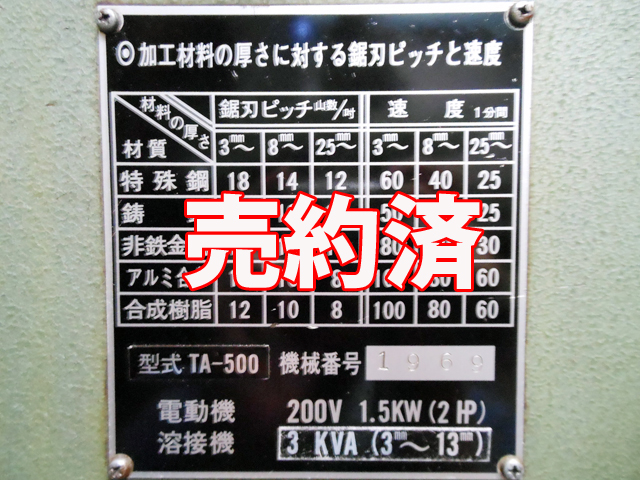 ◎加工材料の厚さに対する鋸刃ピッチと速度
材料の厚さ 鋸刃ピッチ山数/吋 速度 1分間
材質 3mm〜 8mm〜 25mm〜 3mm〜 8mm〜 25mm〜
特殊鋼 18 14 12 60 40 25
鋳 25
売約済
非鉄金 30
アルミ 60
合成樹脂 12 10 8 100 80 60
型式 TA-500 機械番号 1969
電動機 200V 1.5KW (2HP)
溶接機 3 KVA (3mm〜13mm)